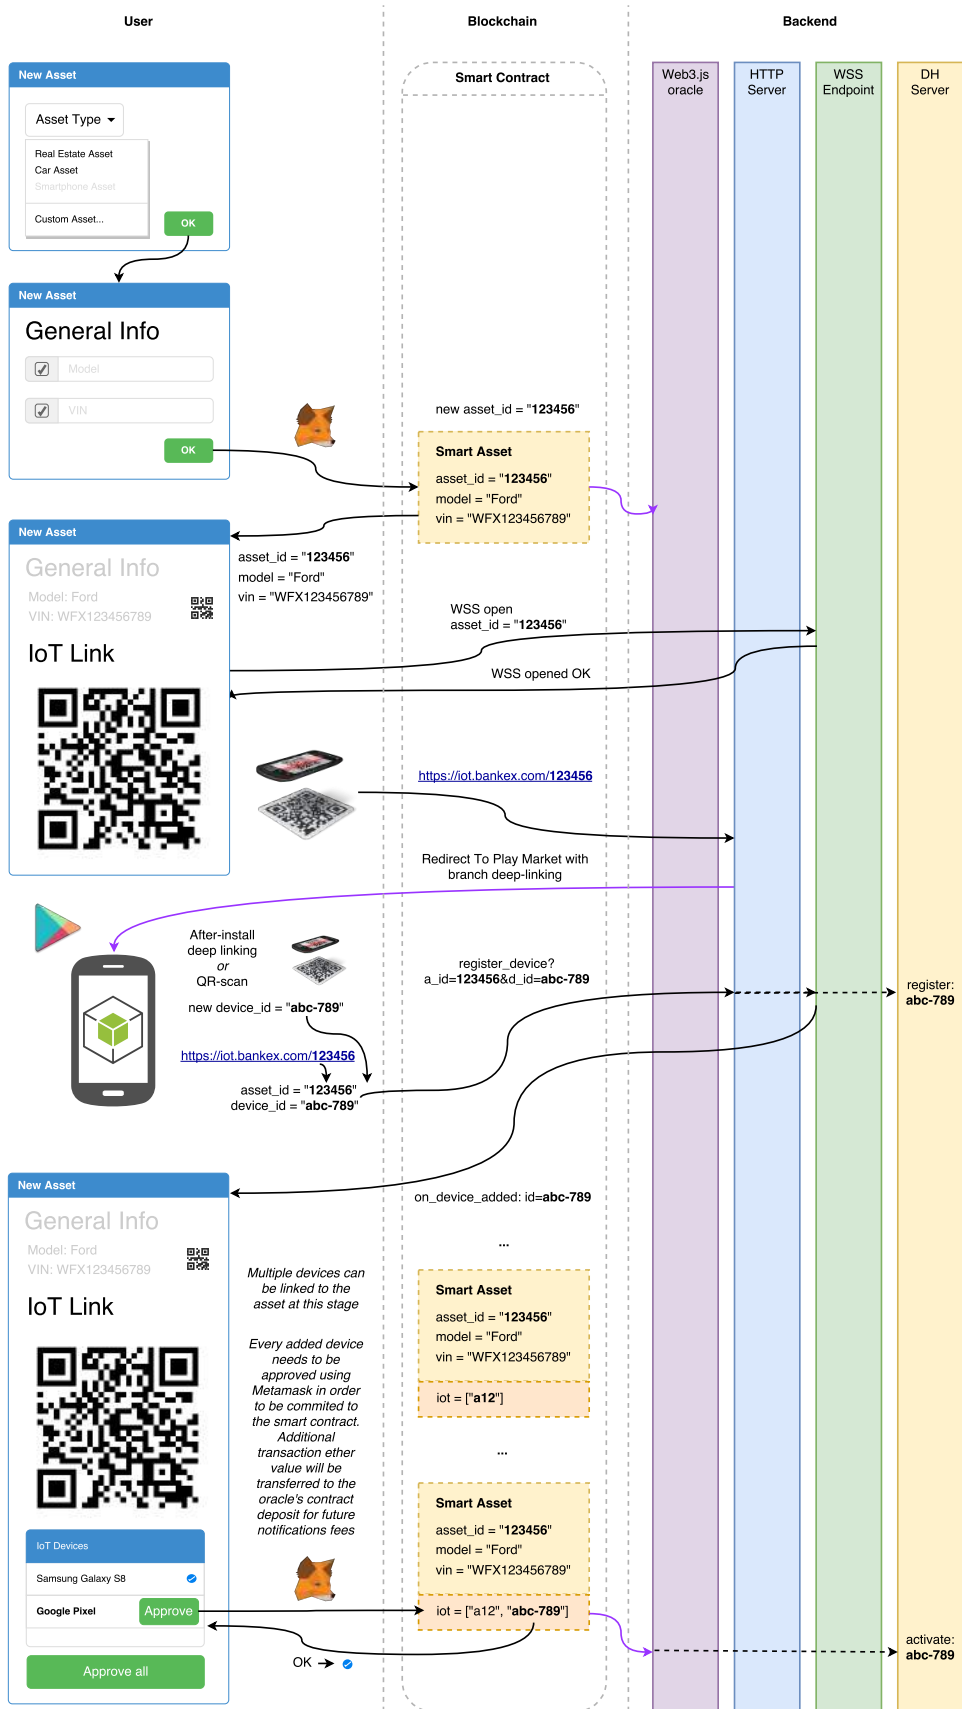 User
Blockchain
Backend
New Asset
Asset Type
Real Estate Asset
Car Asset
Smartphone Asset
Custom Asset...
OK
Smart Contract
Web3.js
oracle
HTTP
Server
WSS
Endpoint
DH
Server
New Asset
General Info
Model
VIN
OK
new asset_id = "123456"
Smart Asset
asset_id = "123456"
model = "Ford"
vin = "WFX123456789"
New Asset
General Info
Model: Ford
VIN: WFX123456789
IoT Link
asset_id = "123456"
model = "Ford"
vin = "WFX123456789"
WSS open
asset_id = "123456"
WSS opened OK
https://iot.bankex.com/123456
Redirect To Play Market with
branch deep-linking
After-install
deep linking
or
QR-scan
new device_id = "abc-789"
https://iot.bankex.com/123456
asset_id = "123456"
device_id = "abc-789"
register_device?
a_id=123456&d_id=abc-789
register:
abc-789
on_device_added: id=abc-789
New Asset
General Info
Model: Ford
VIN: WFX123456789
IoT Link
Multiple devices can
be linked to the
asset at this stage
Every added device
needs to be
approved using
Metamask in order
to be commited to
the smart contract.
Additional
transaction ether
value will be
transferred to the
oracle's contract
deposit for future
notifications fees
...
Smart Asset
asset_id = "123456"
model = "Ford"
vin = "WFX123456789"
iot = ["a12"]
...
Smart Asset
asset_id = "123456"
model = "Ford"
vin = "WFX123456789"
iot = ["a12", "abc-789"]
IoT Devices
Samsung Galaxy S8
Google Pixel
Approve
Approve all
OK
activate:
abc-789